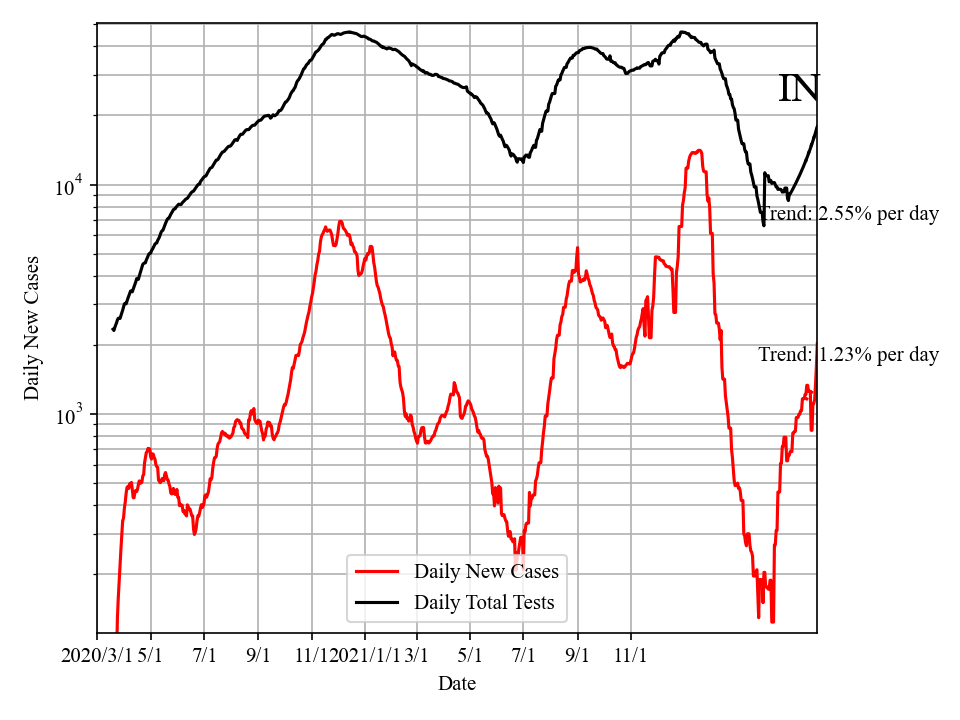 IN
10^4
Trend: 2.55% per day
Daily New Cases
Trend: 1.23% per day
10^3
Daily New Cases
Daily Total Tests
2020/3/1 5/1 7/1 9/1 11/1 2021/1/1 3/1 5/1 7/1 9/1 11/1
Date